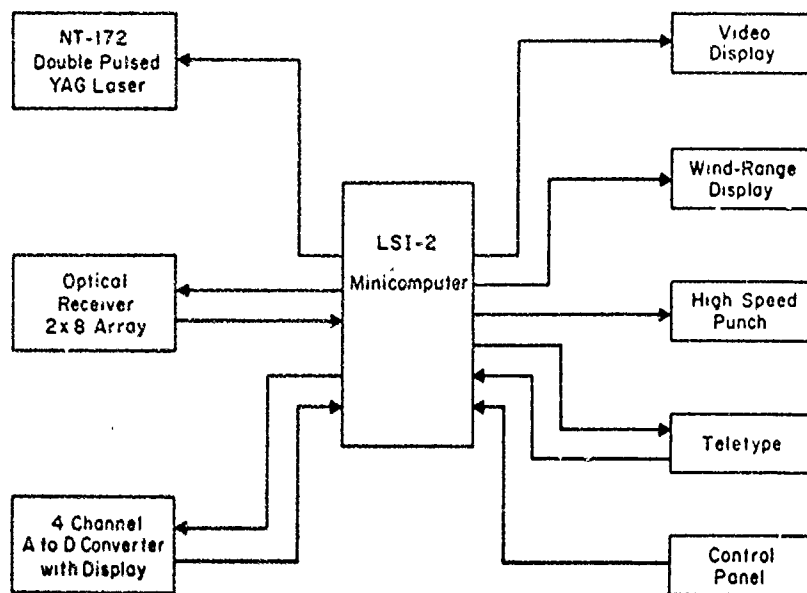 NT-172
Double Pulsed
YAG Laser
Optical
Receiver
2x8 Array
4 Channel
A to D Converter
with Display
LSI-2
Minicomputer
Video
Display
Wind-Range
Display
High Speed
Punch
Teletype
Control
Panel